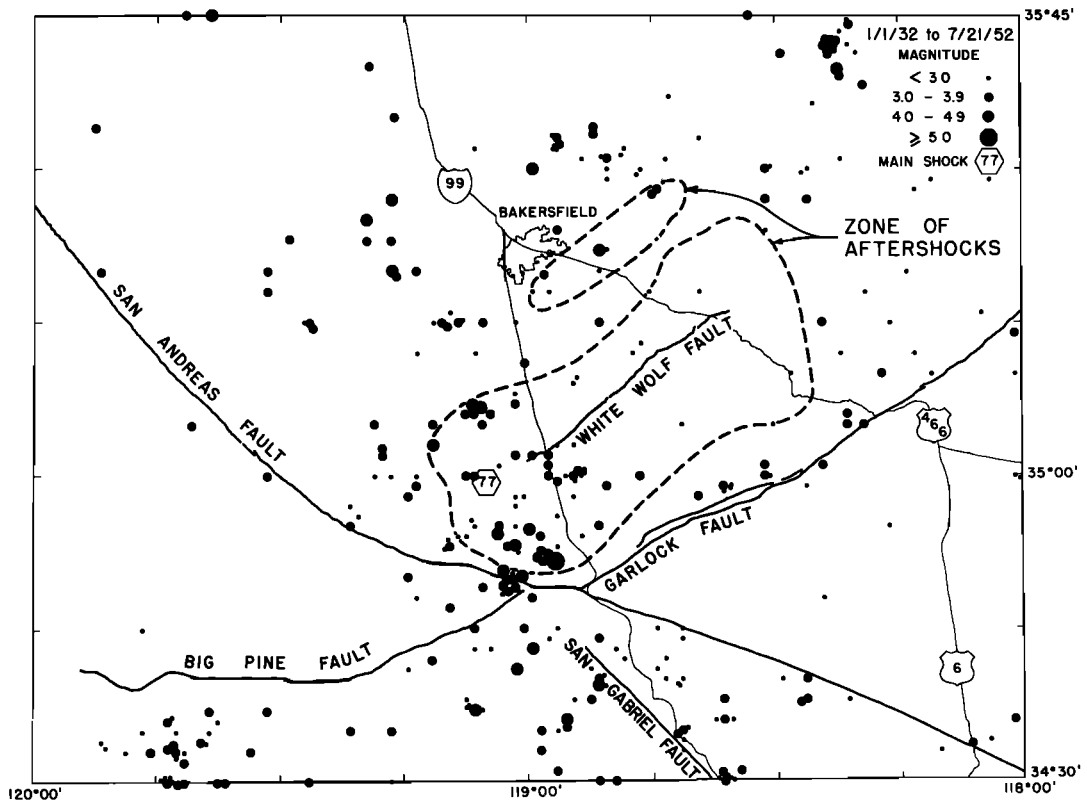 35°45'
1/1/32 to 7/21/52
MAGNITUDE
< 3 0
3.0 - 3.9
4 0 - 4 9
≥ 5 0
MAIN SHOCK 77
99
BAKERSFIELD
ZONE OF
AFTERSHOCKS
SAN ANDREAS FAULT
WHITE WOLF FAULT
466
77
35°00'
GARLOCK FAULT
BIG PINE FAULT
SAN GABRIEL FAULT
6
34°30'
120°00'
119°00'
118°00'